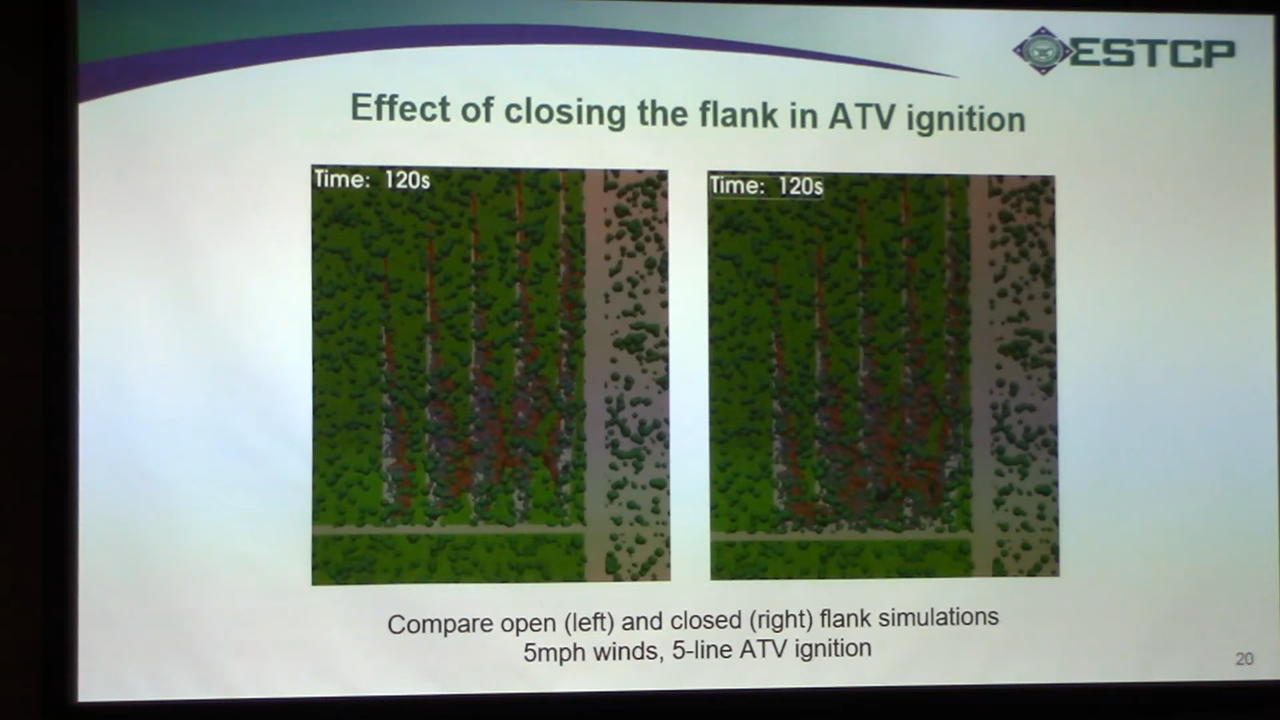 ESTCP
Effect of closing the flank in ATV ignition
Time: 120s
Time: 120s
Compare open (left) and closed (right) flank simulations
5mph winds, 5-line ATV ignition
20